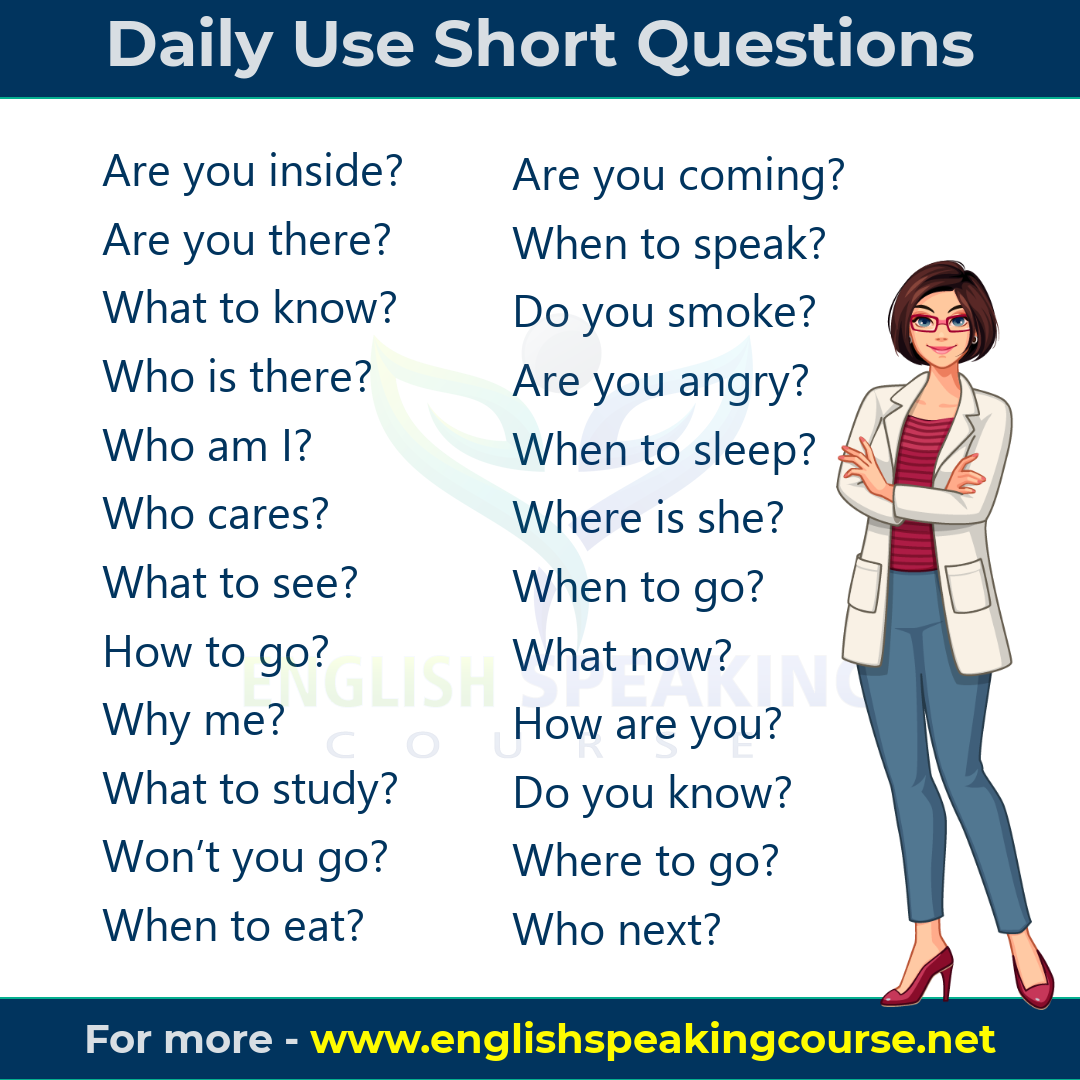 Daily Use Short Questions
Are you inside?
Are you there?
What to know?
Who is there?
Who am I?
Who cares?
What to see?
How to go?
Why me?
What to study?
Won’t you go?
When to eat?
Are you coming?
When to speak?
Do you smoke?
Are you angry?
When to sleep?
Where is she?
When to go?
What now?
How are you?
Do you know?
Where to go?
Who next?
ENGLISH SPEAKING
COURSE
For more - www.englishspeakingcourse.net